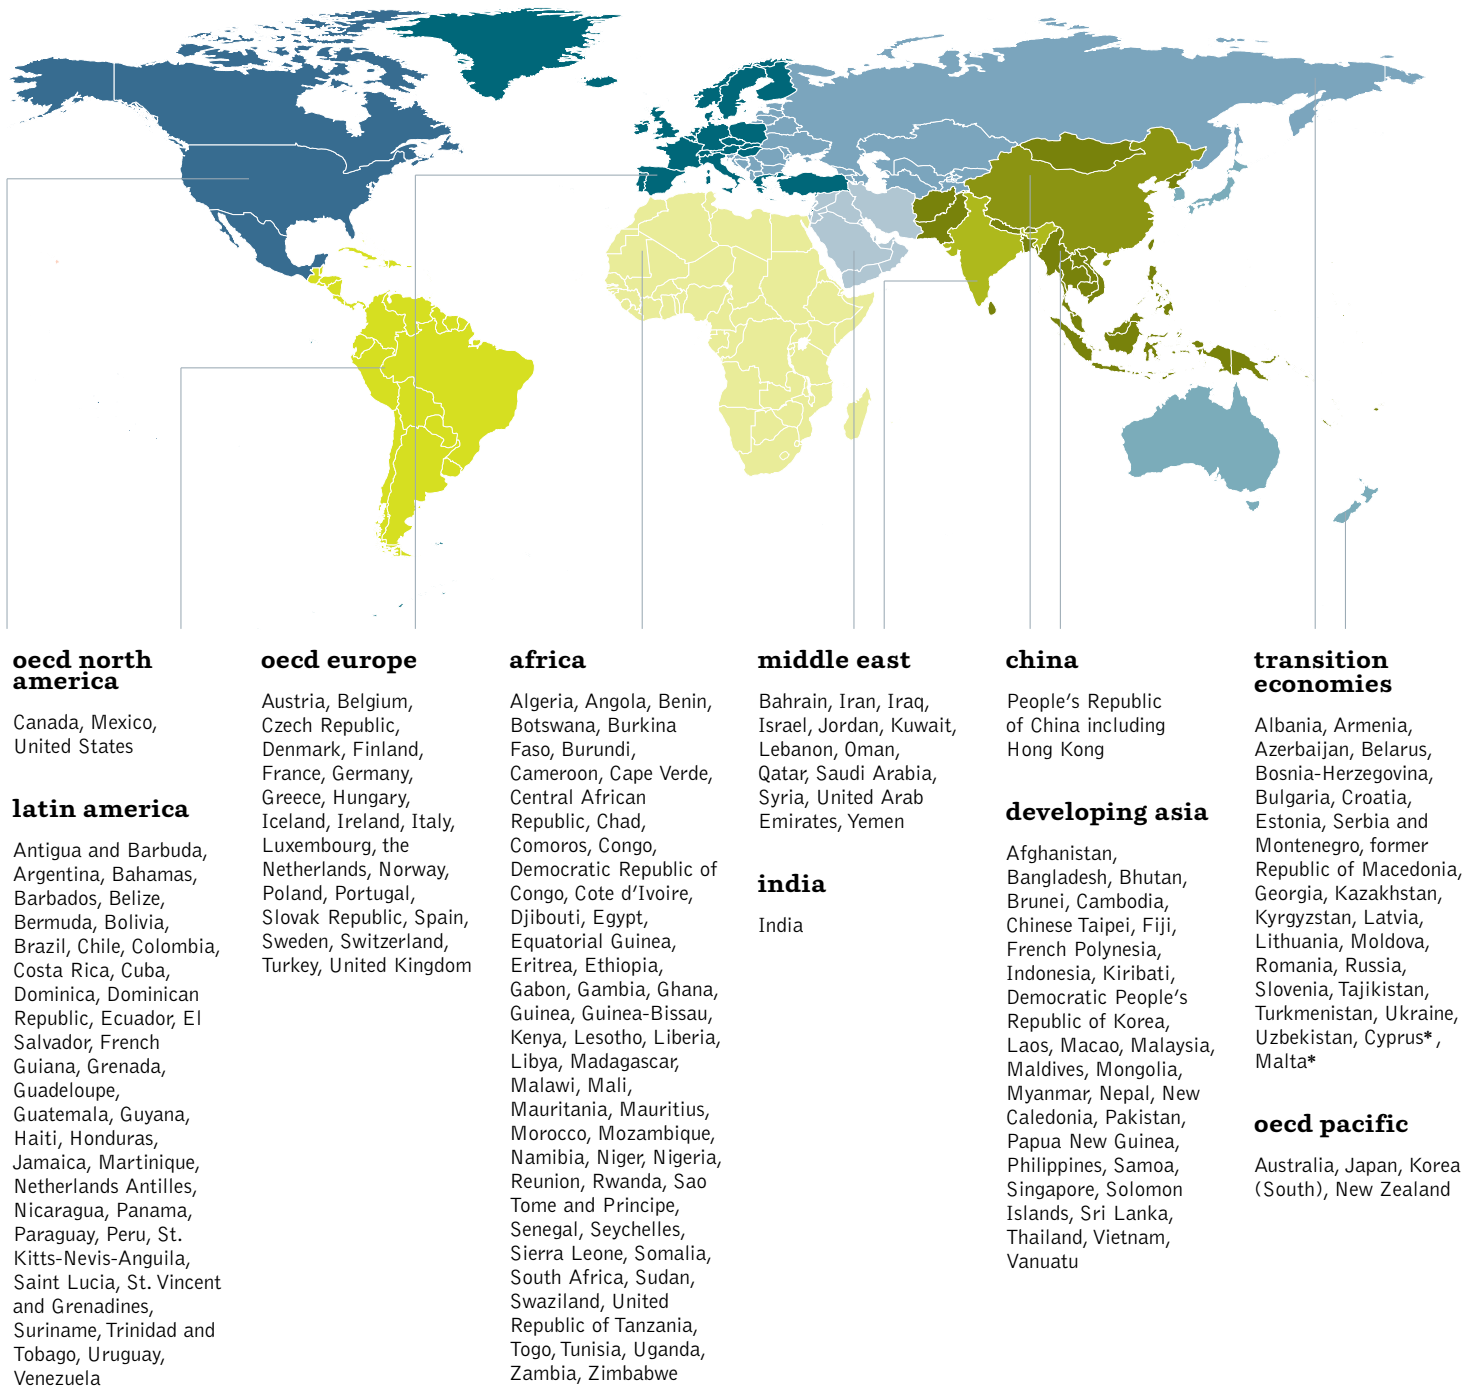 oecd north
america
Canada, Mexico,
United States
latin america
Antigua and Barbuda,
Argentina, Bahamas,
Barbados, Belize,
Bermuda, Bolivia,
Brazil, Chile, Colombia,
Costa Rica, Cuba,
Dominica, Dominican
Republic, Ecuador, El
Salvador, French
Guiana, Grenada,
Guadeloupe,
Guatemala, Guyana,
Haiti, Honduras,
Jamaica, Martinique,
Netherlands Antilles,
Nicaragua, Panama,
Paraguay, Peru, St.
Kitts-Nevis-Anguila,
Saint Lucia, St. Vincent
and Grenadines,
Suriname, Trinidad and
Tobago, Uruguay,
Venezuela
oecd europe
Austria, Belgium,
Czech Republic,
Denmark, Finland,
France, Germany,
Greece, Hungary,
Iceland, Ireland, Italy,
Luxembourg, the
Netherlands, Norway,
Poland, Portugal,
Slovak Republic, Spain,
Sweden, Switzerland,
Turkey, United Kingdom
africa
Algeria, Angola, Benin,
Botswana, Burkina
Faso, Burundi,
Cameroon, Cape Verde,
Central African
Republic, Chad,
Comoros, Congo,
Democratic Republic of
Congo, Cote d'Ivoire,
Djibouti, Egypt,
Equatorial Guinea,
Eritrea, Ethiopia,
Gabon, Gambia, Ghana,
Guinea, Guinea-Bissau,
Kenya, Lesotho, Liberia,
Libya, Madagascar,
Malawi, Mali,
Mauritania, Mauritius,
Morocco, Mozambique,
Namibia, Niger, Nigeria,
Reunion, Rwanda, Sao
Tome and Principe,
Senegal, Seychelles,
Sierra Leone, Somalia,
South Africa, Sudan,
Swaziland, United
Republic of Tanzania,
Togo, Tunisia, Uganda,
Zambia, Zimbabwe
middle east
Bahrain, Iran, Iraq,
Israel, Jordan, Kuwait,
Lebanon, Oman,
Qatar, Saudi Arabia,
Syria, United Arab
Emirates, Yemen
india
India
china
People's Republic
of China including
Hong Kong
developing asia
Afghanistan,
Bangladesh, Bhutan,
Brunei, Cambodia,
Chinese Taipei, Fiji,
French Polynesia,
Indonesia, Kiribati,
Democratic People's
Republic of Korea,
Laos, Macao, Malaysia,
Maldives, Mongolia,
Myanmar, Nepal, New
Caledonia, Pakistan,
Papua New Guinea,
Philippines, Samoa,
Singapore, Solomon
Islands, Sri Lanka,
Thailand, Vietnam,
Vanuatu
transition
economies
Albania, Armenia,
Azerbaijan, Belarus,
Bosnia-Herzegovina,
Bulgaria, Croatia,
Estonia, Serbia and
Montenegro, former
Republic of Macedonia,
Georgia, Kazakhstan,
Kyrgyzstan, Latvia,
Lithuania, Moldova,
Romania, Russia,
Slovenia, Tajikistan,
Turkmenistan, Ukraine,
Uzbekistan, Cyprus* ,
Malta*
oecd pacific
Australia, Japan, Korea
(South), New Zealand